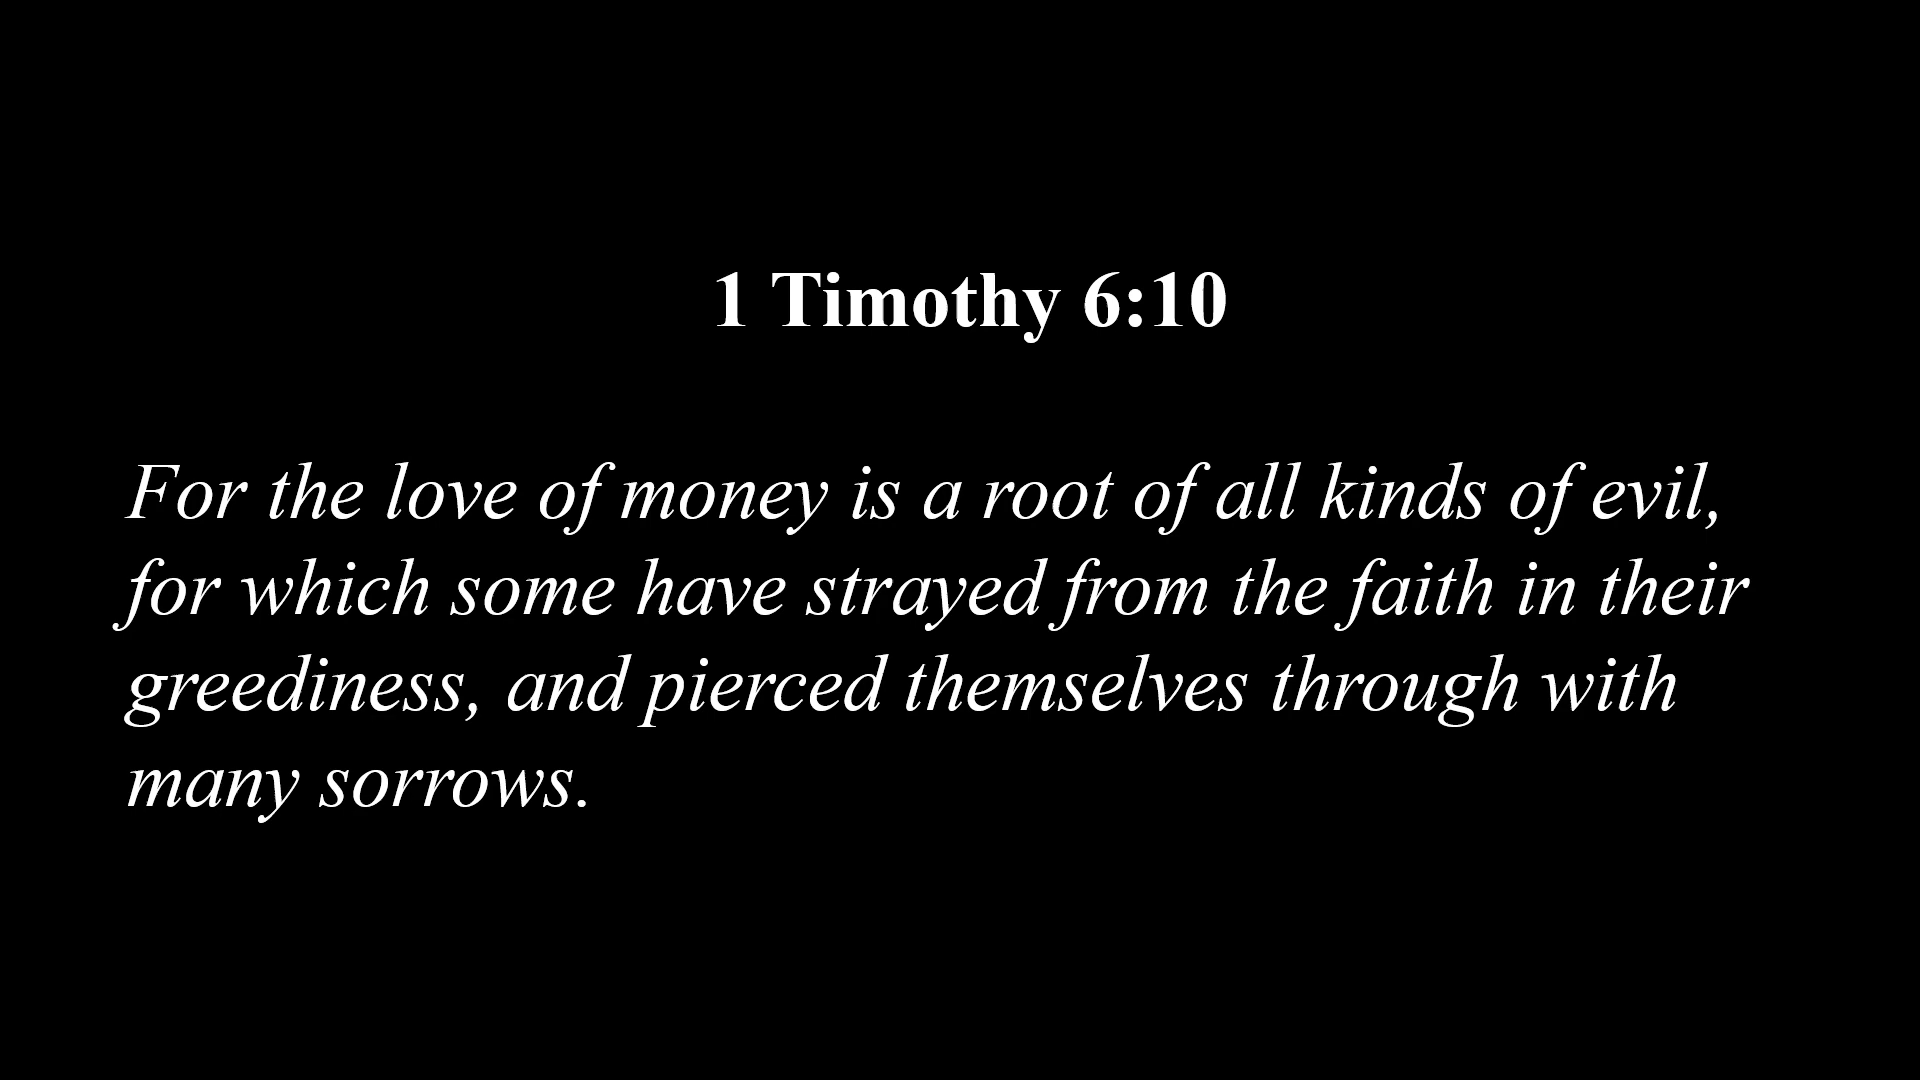 1 Timothy 6:10
For the love of money is a root of all kinds of evil,
for which some have strayed from the faith in their
greediness, and pierced themselves through with
many sorrows.